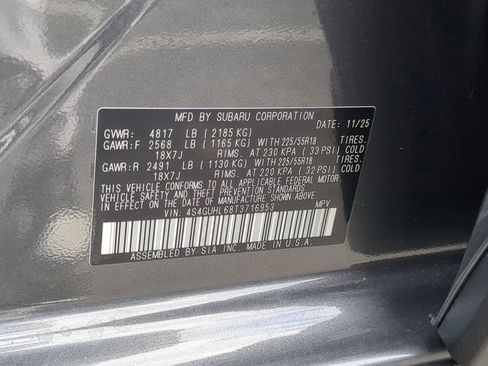 MFD BY SUBARU CORPORATION DATE: 11/25
GVWR: 4817 LB (2185 KG) TIRES.
GAWR:F 2568 LB (1165 KG) WITH 225/55R18
18X7J RIMS. AT 230 KPA (33 PSI) COLD
GAWR:R 2491 LB (1130 KG) WITH 225/55R18 TIRES.
18X7J RIMS. AT 220 KPA (32 PSI) COLD
THIS VEHICLE CONFORMS TO ALL APPLICABLE FEDERAL MOTOR
VEHICLE SAFETY AND THEFT PREVENTION STANDARDS
IN EFFECT ON THE DATE OF MANUFACTURE SHOWN ABOVE.
VIN: 4S4GUHL68T3716953 MPV
ASSEMBLED BY SIA INC. MADE IN U.S.A.